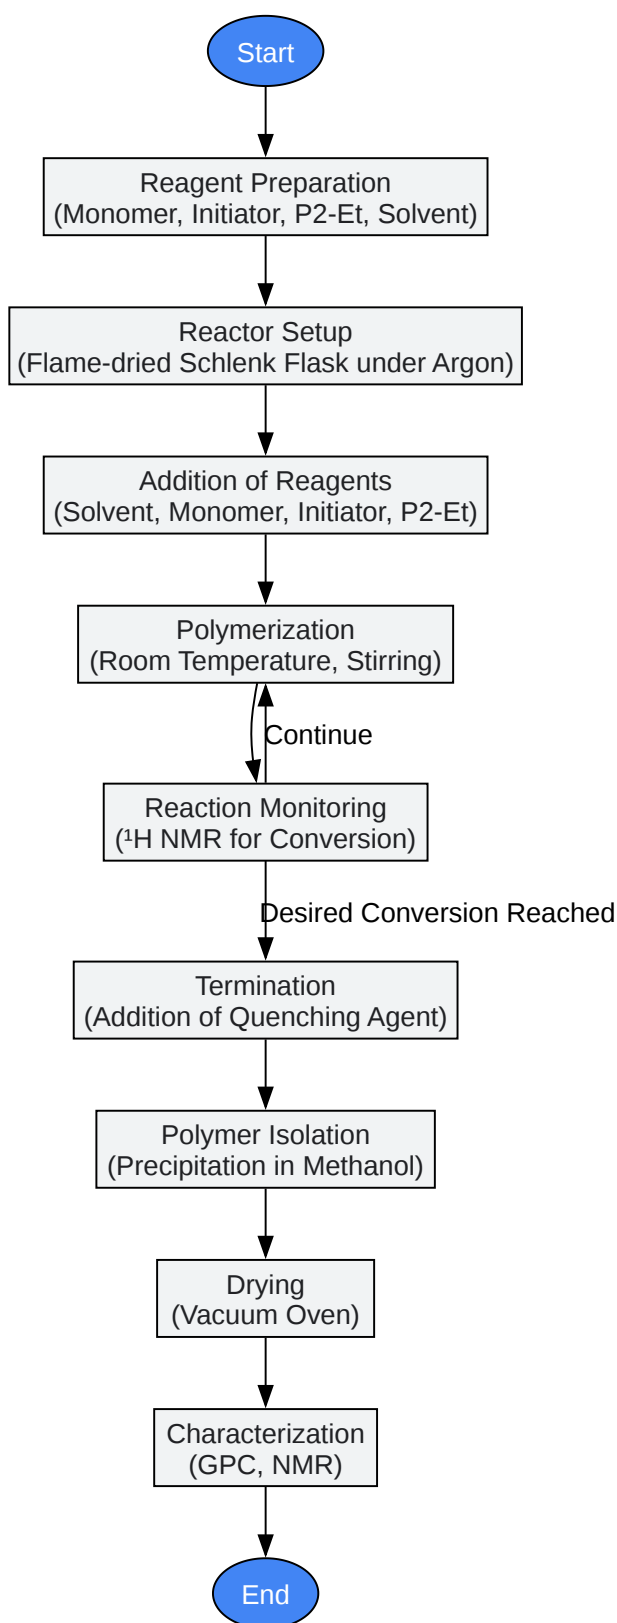 Start
Reagent Preparation
(Monomer, Initiator, P2-Et, Solvent)
Reactor Setup
(Flame-dried Schlenk Flask under Argon)
Addition of Reagents
(Solvent, Monomer, Initiator, P2-Et)
Polymerization
(Room Temperature, Stirring)
Continue
Reaction Monitoring
(¹H NMR for Conversion)
Desired Conversion Reached
Termination
(Addition of Quenching Agent)
Polymer Isolation
(Precipitation in Methanol)
Drying
(Vacuum Oven)
Characterization
(GPC, NMR)
End